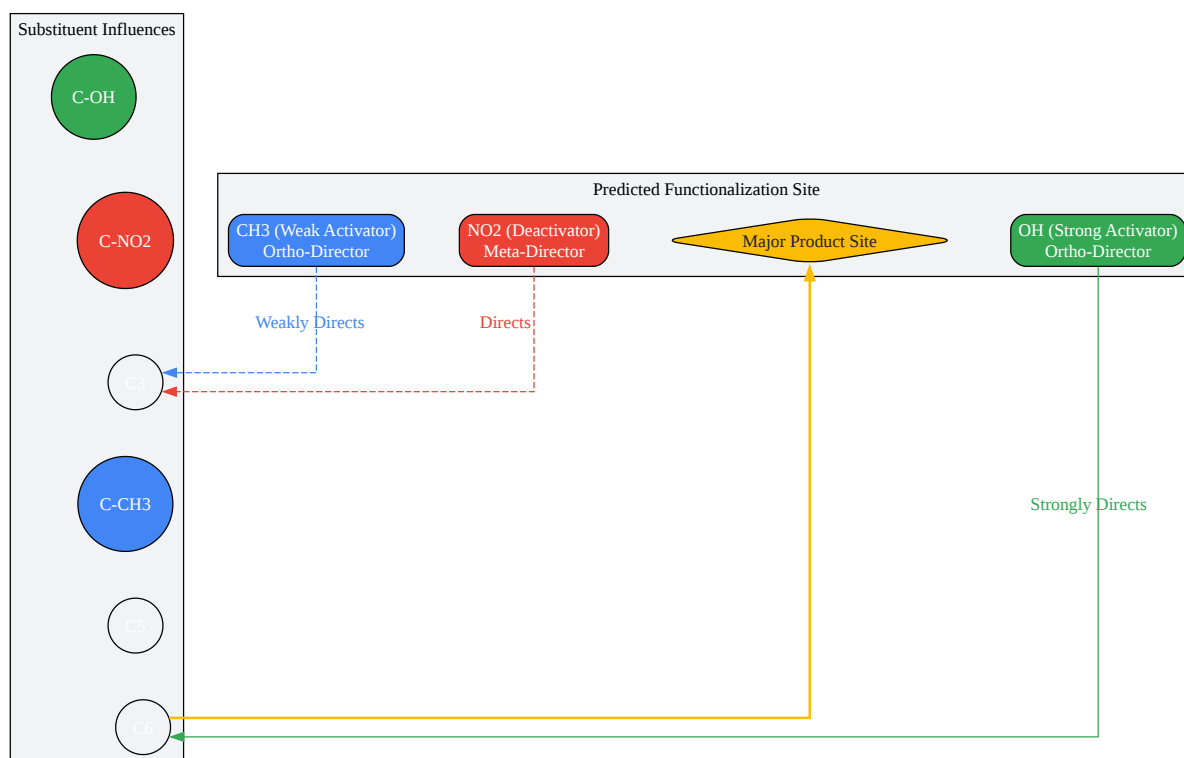 Substituent Influences
C-OH
C-NO2
C3
C-CH3
C5
C6
Predicted Functionalization Site
CH3 (Weak Activator)
Ortho-Director
NO2 (Deactivator)
Meta-Director
Major Product Site
OH (Strong Activator)
Ortho-Director
Weakly Directs
Directs
Strongly Directs